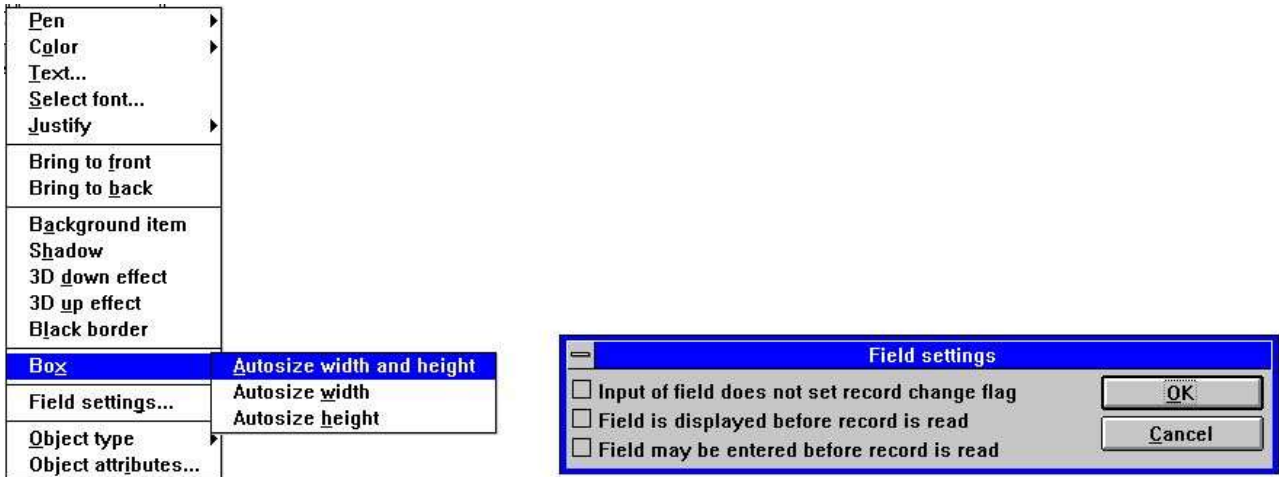 Pen
Color
Text...
Select font...
Justify
Bring to front
Bring to back
Background item
Shadow
3D down effect
3D up effect
Black border
Box
Autosize width and height
Autosize width
Autosize height
Field settings...
Object type
Object attributes...
Field settings
Input of field does not set record change flag
Field is displayed before record is read
Field may be entered before record is read
OK
Cancel